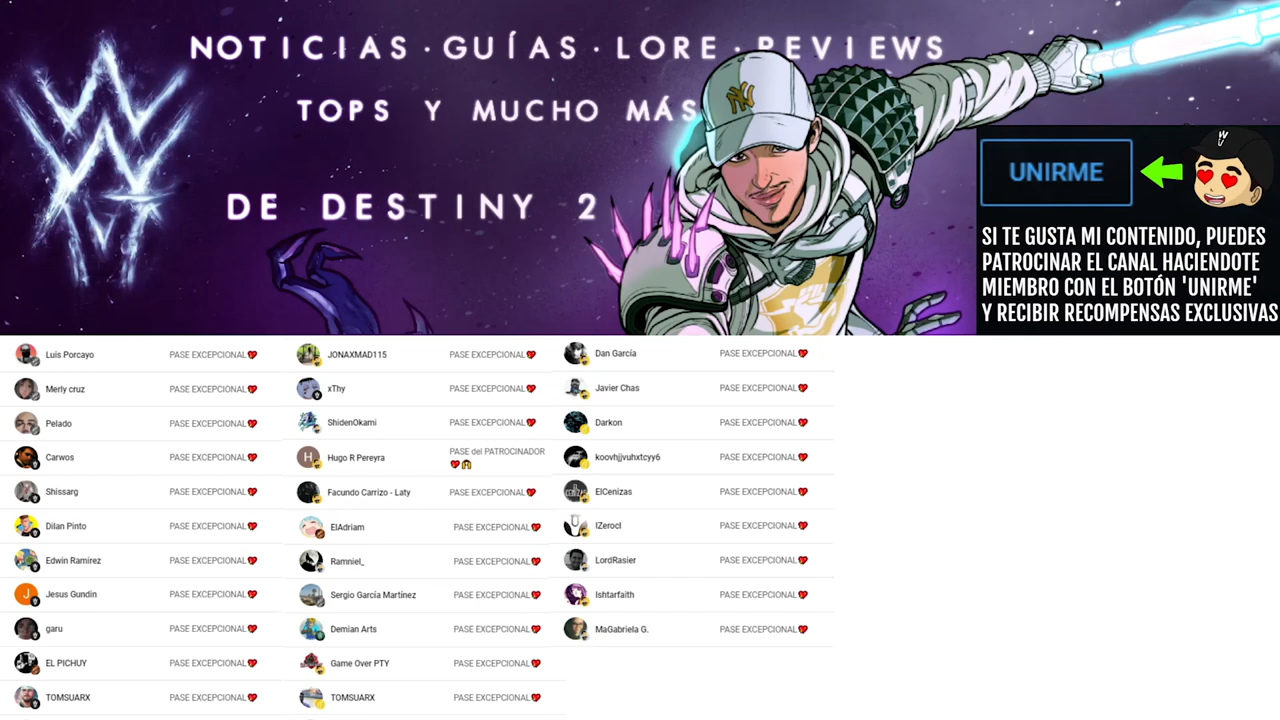 NOTICIAS · GUÍAS · LORE · REVIEWS
TOPS Y MUCHO MÁS
DE DESTINY 2
NY
UNIRME
SI TE GUSTA MI CONTENIDO, PUEDES
PATROCINAR EL CANAL HACIENDOTE
MIEMBRO CON EL BOTÓN 'UNIRME'
Y RECIBIR RECOMPENSAS EXCLUSIVAS
Luis Porcayo PASE EXCEPCIONAL
Merly cruz PASE EXCEPCIONAL
Pelado PASE EXCEPCIONAL
Carwos PASE EXCEPCIONAL
Shissarg PASE EXCEPCIONAL
Dilan Pinto PASE EXCEPCIONAL
Edwin Ramirez PASE EXCEPCIONAL
J Jesus Gundin PASE EXCEPCIONAL
garu PASE EXCEPCIONAL
EL PICHUY PASE EXCEPCIONAL
TOMSUARX PASE EXCEPCIONAL
JONAXMAD115 PASE EXCEPCIONAL
xThy PASE EXCEPCIONAL
ShidenOkami PASE EXCEPCIONAL
H Hugo R Pereyra PASE del PATROCINADOR
Facundo Carrizo - Laty PASE EXCEPCIONAL
ElAdriam PASE EXCEPCIONAL
Ramniel_ PASE EXCEPCIONAL
Sergio García Martínez PASE EXCEPCIONAL
Demian Arts PASE EXCEPCIONAL
Game Over PTY PASE EXCEPCIONAL
TOMSUARX PASE EXCEPCIONAL
Dan García PASE EXCEPCIONAL
Javier Chas PASE EXCEPCIONAL
Darkon PASE EXCEPCIONAL
koovhjjvuhxtcyy6 PASE EXCEPCIONAL
ElCenizas PASE EXCEPCIONAL
IZerocI PASE EXCEPCIONAL
LordRasier PASE EXCEPCIONAL
Ishtarfaith PASE EXCEPCIONAL
MaGabriela G. PASE EXCEPCIONAL